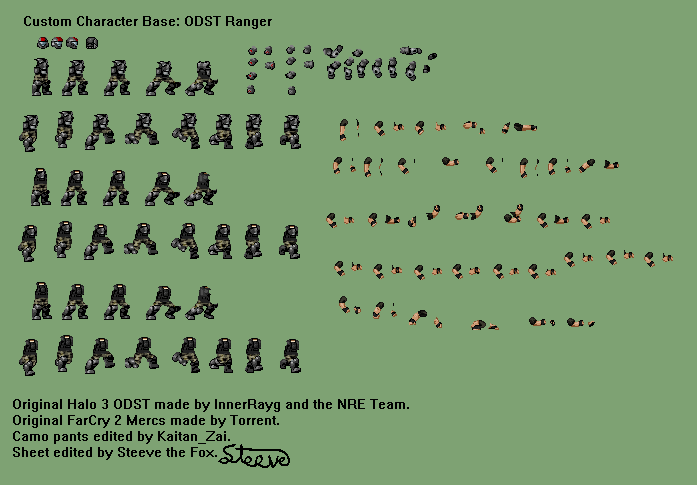 Custom Character Base: ODST Ranger
Original Halo 3 ODST made by InnerRayg and the NRE Team.
Original FarCry 2 Mercs made by Torrent.
Camo pants edited by Kaitan_Zai.
Sheet edited by Steeve the Fox. Steeve